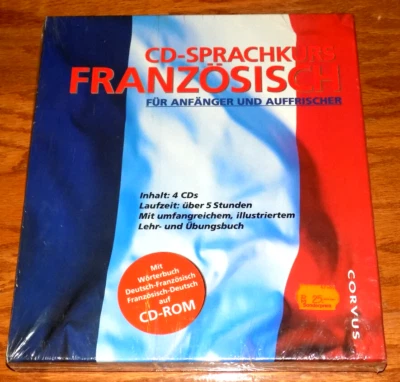 CD-SPRACHKURS
FRANZÖSISCH
FÜR ANFÄNGER UND AUFFRISCHER
Inhalt: 4 CDs
Laufzeit: über 5 Stunden
Mit umfangreichem, illustriertem
Lehr- und Übungsbuch
Mit
Wörterbuch
Deutsch-Französisch
Französisch-Deutsch
auf
CD-ROM
CORVUS